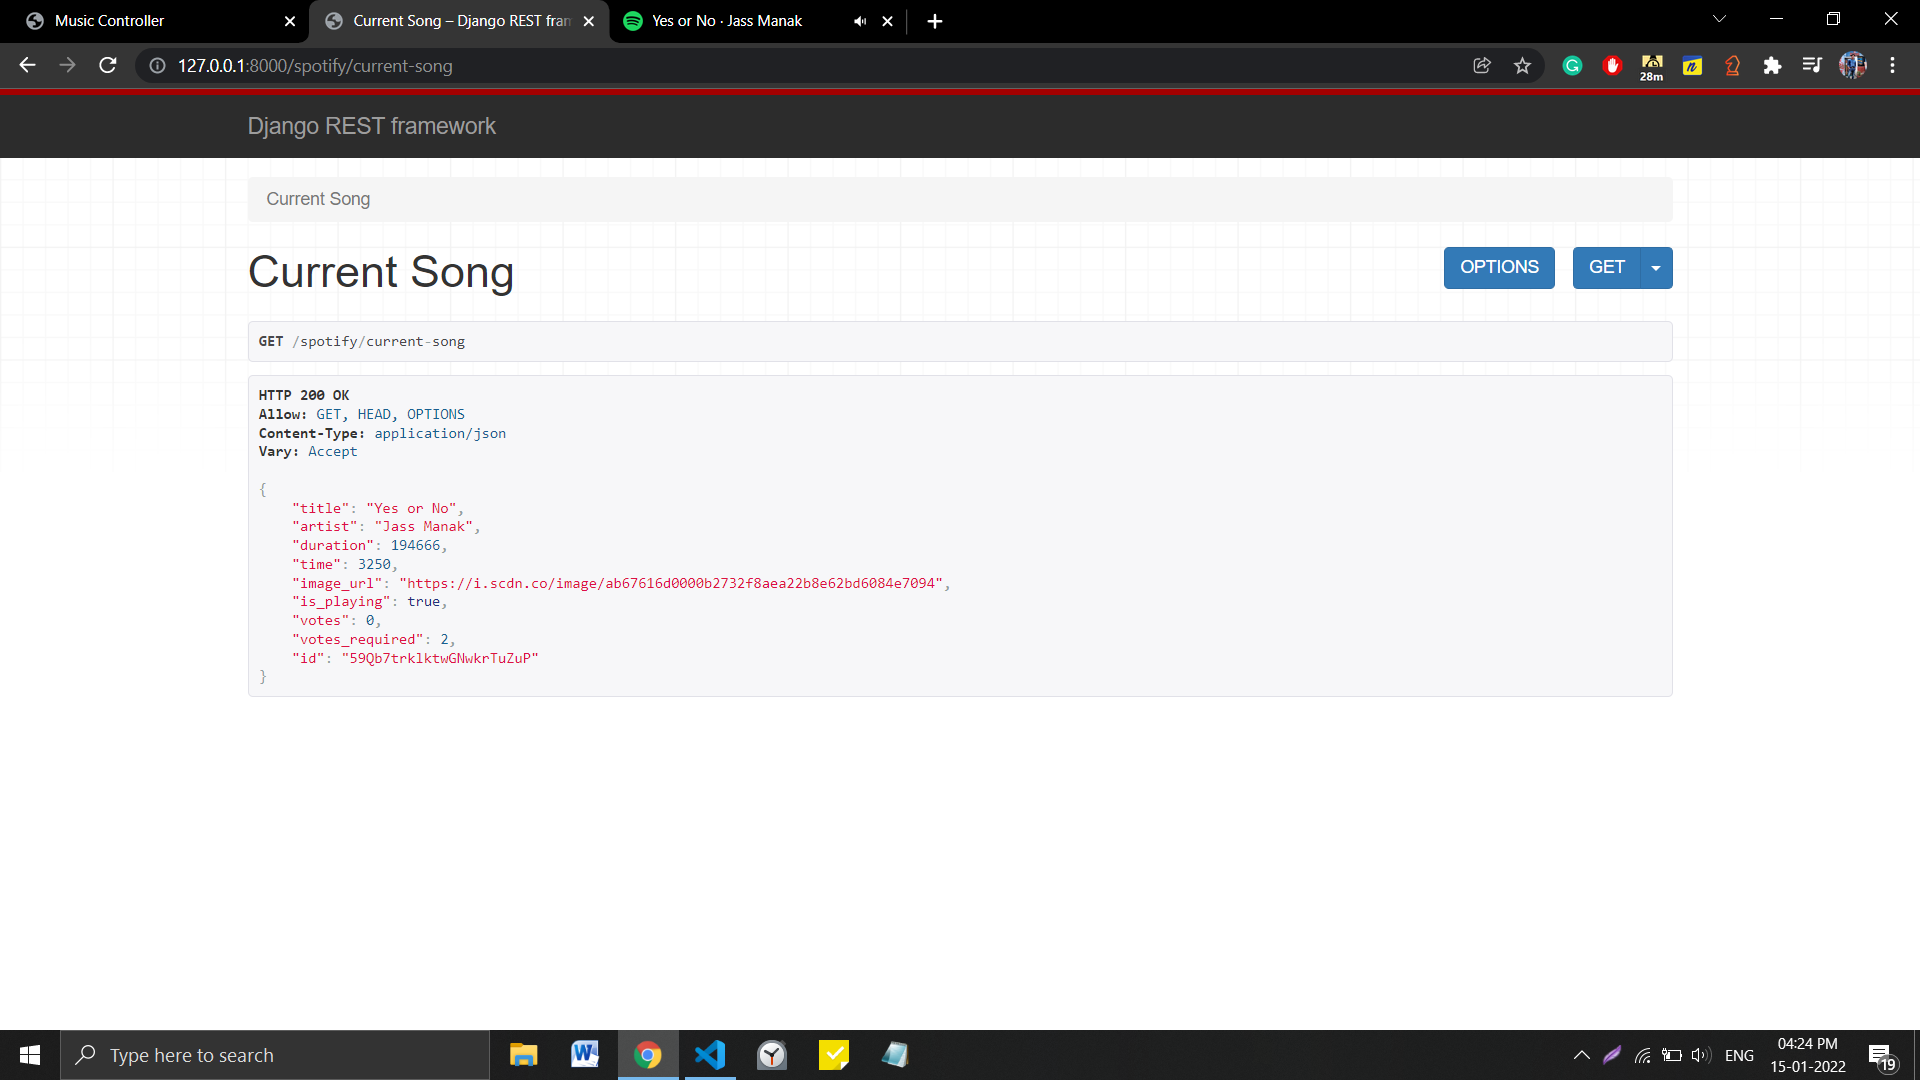 Music Controller
Current Song – Django REST fram
Yes or No · Jass Manak
127.0.0.1:8000/spotify/current-song
28m
Django REST framework
Current Song
Current Song
OPTIONS
GET
GET /spotify/current-song
HTTP 200 OK
Allow: GET, HEAD, OPTIONS
Content-Type: application/json
Vary: Accept
{
"title": "Yes or No",
"artist": "Jass Manak",
"duration": 194666,
"time": 3250,
"image_url": "https://i.scdn.co/image/ab67616d0000b2732f8aea22b8e62bd6084e7094",
"is_playing": true,
"votes": 0,
"votes_required": 2,
"id": "59Qb7trklktwGNwkrTuZuP"
}
Type here to search
ENG
04:24 PM
15-01-2022
19